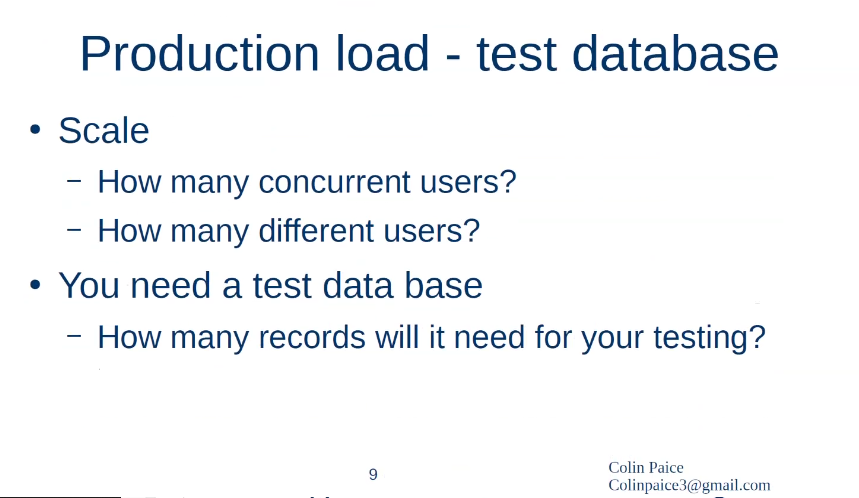 Production load - test database
• Scale
– How many concurrent users?
– How many different users?
• You need a test data base
– How many records will it need for your testing?
9
Colin Paice
Colinpaice3@gmail.com